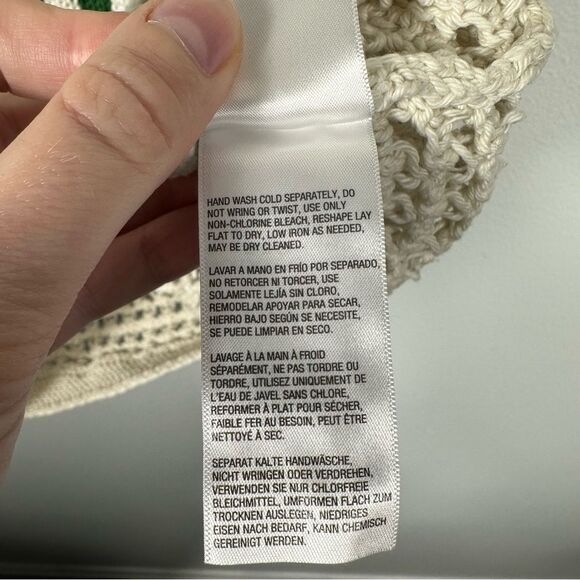 HAND WASH COLD SEPARATELY, DO
NOT WRING OR TWIST, USE ONLY
NON-CHLORINE BLEACH, RESHAPE LAY
FLAT TO DRY, LOW IRON AS NEEDED,
MAY BE DRY CLEANED.
LAVAR A MANO EN FRÍO POR SEPARADO,
NO RETORCER NI TORCER, USE
SOLAMENTE LEJÍA SIN CLORO,
REMODELAR APOYAR PARA SECAR,
HIERRO BAJO SEGÚN SE NECESITE,
SE PUEDE LIMPIAR EN SECO.
LAVAGE À LA MAIN À FROID
SÉPARÉMENT, NE PAS TORDRE OU
TORDRE, UTILISEZ UNIQUEMENT DE
L'EAU DE JAVEL SANS CHLORE,
REFORMER À PLAT POUR SÉCHER,
FAIBLE FER AU BESOIN, PEUT ÊTRE
NETTOYÉ À SEC.
SEPARAT KALTE HANDWÄSCHE,
NICHT WRINGEN ODER VERDREHEN,
VERWENDEN SIE NUR CHLORFREIE
BLEICHMITTEL, UMFORMEN FLACH ZUM
TROCKNEN AUSLEGEN, NIEDRIGES
EISEN NACH BEDARF, KANN CHEMISCH
GEREINIGT WERDEN.